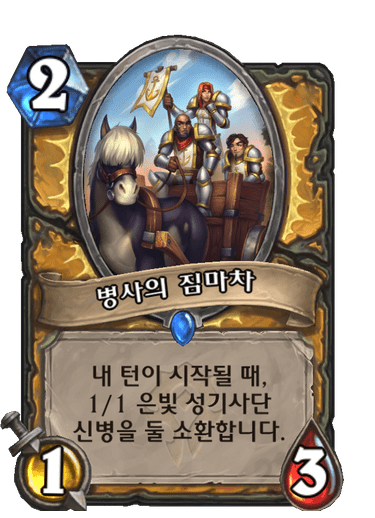 2
병사의 짐마차
내 턴이 시작될 때,
1/1 은빛 성기사단
신병을 둘 소환합니다.
1
3